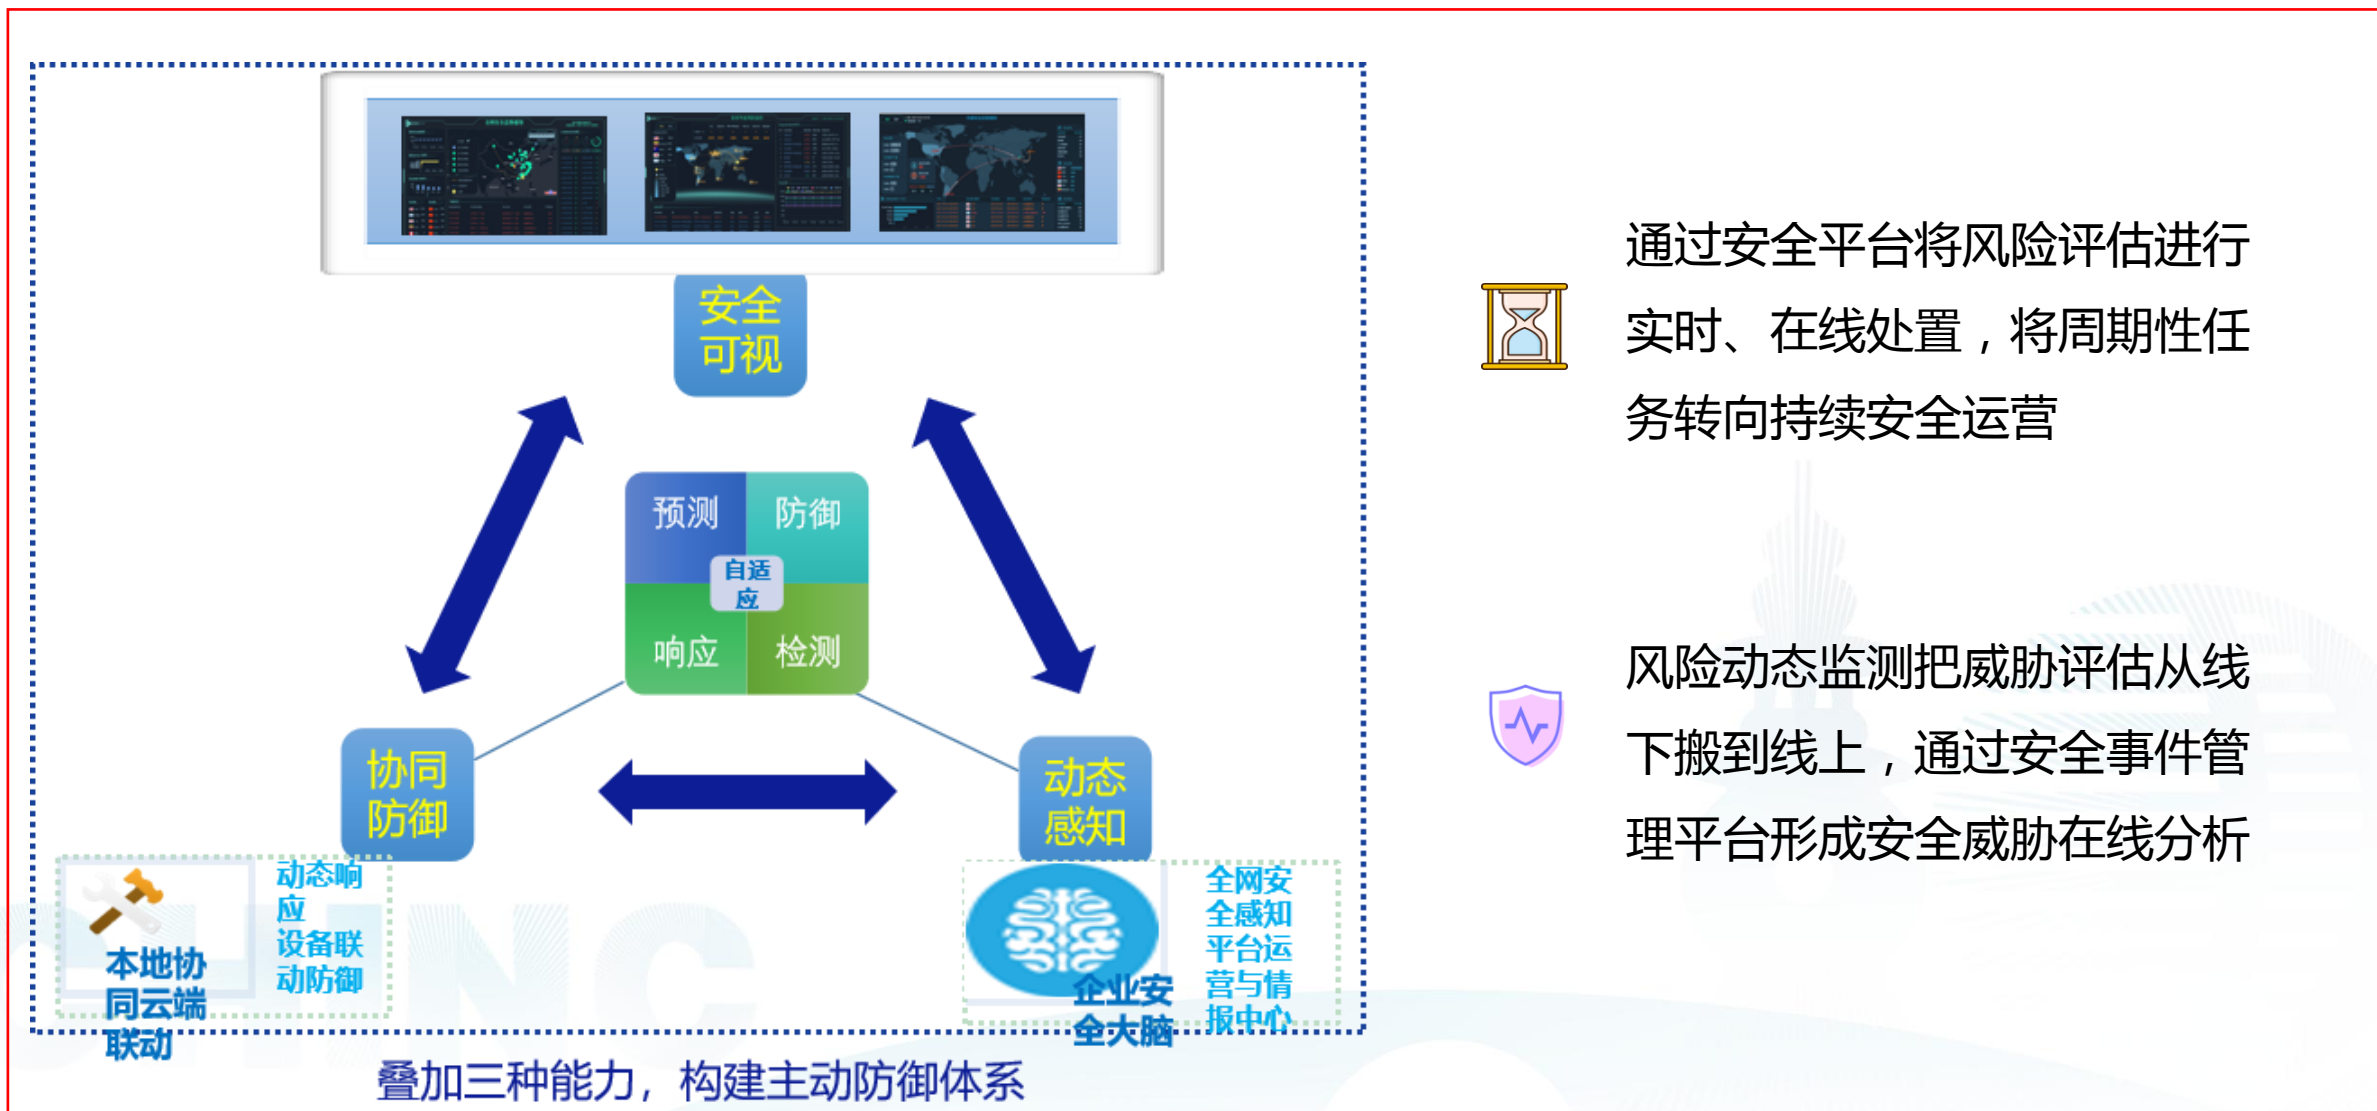 安全
可视
预测
防御
自适
应
响应
检测
协同
防御
动态
感知
动态响
应
设备联
动防御
本地协
同云端
联动
全网安
全感知
平台运
营与情
报中心
企业安
全大脑
叠加三种能力，构建主动防御体系
通过安全平台将风险评估进行
实时、在线处置，将周期性任
务转向持续安全运营
风险动态监测把威胁评估从线
下搬到线上，通过安全事件管
理平台形成安全威胁在线分析